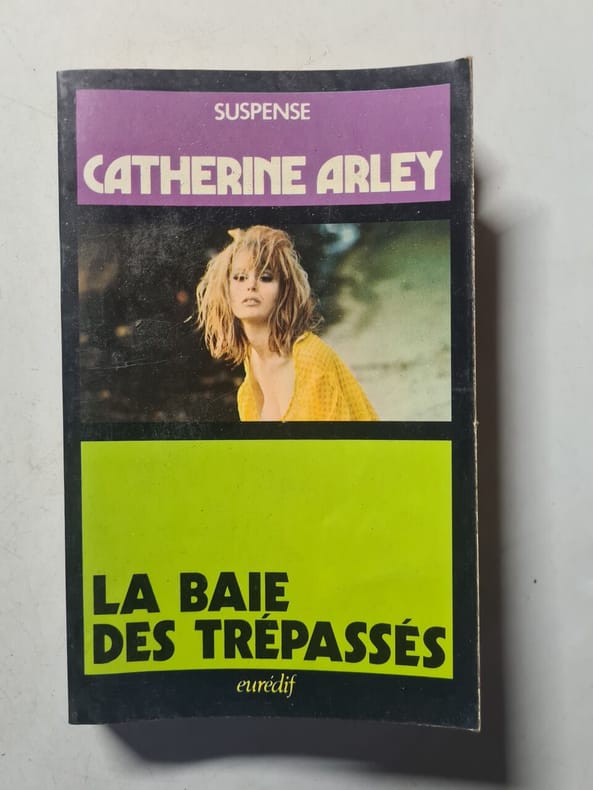 SUSPENSE
CATHERINE ARLEY
LA BAIE
DES TRÉPASSÉS
eurédif